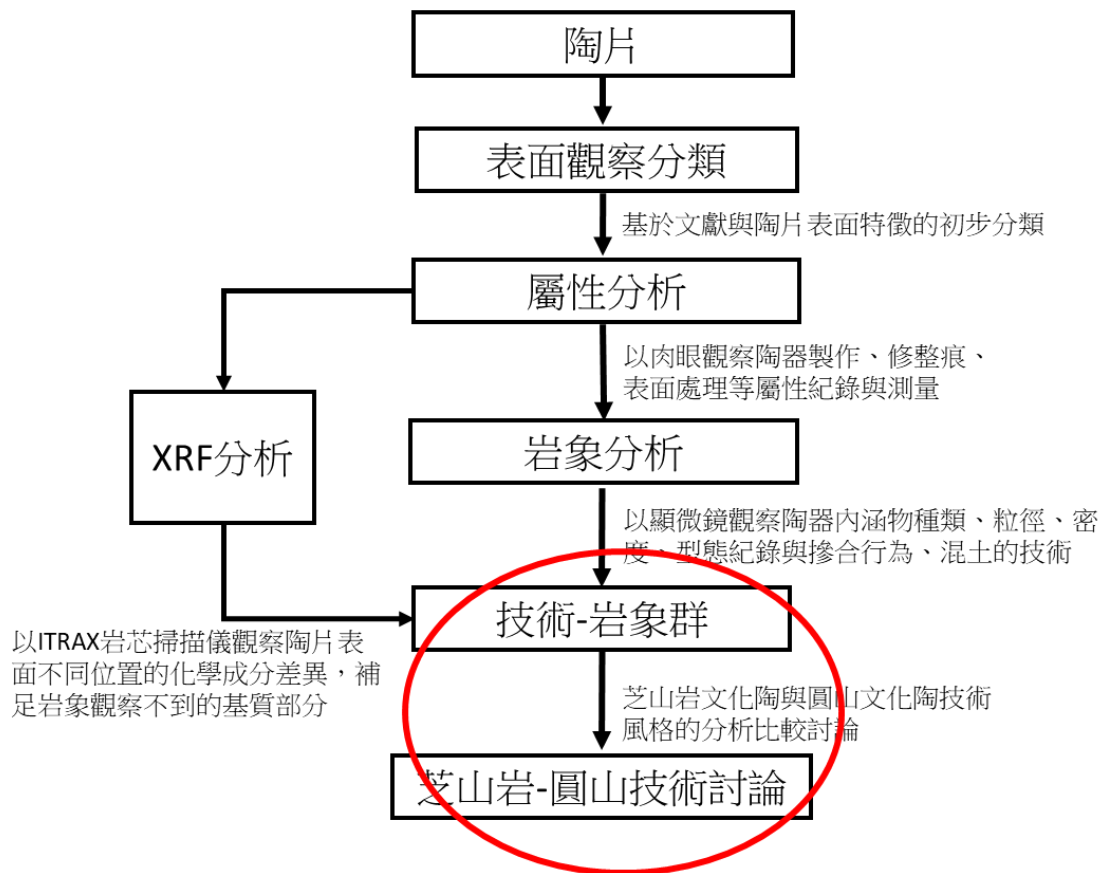 陶片
表面觀察分類
基於文獻與陶片表面特徵的初步分類
屬性分析
以肉眼觀察陶器製作、修整痕、
表面處理等屬性紀錄與測量
XRF分析
岩象分析
以顯微鏡觀察陶器內涵物種類、粒徑、密
度、型態紀錄與摻合行為、混土的技術
技術-岩象群
以ITRAX岩芯掃描儀觀察陶片表
面不同位置的化學成分差異，補
足岩象觀察不到的基質部分
芝山岩文化陶與圓山文化陶技術
風格的分析比較討論
芝山岩-圓山技術討論